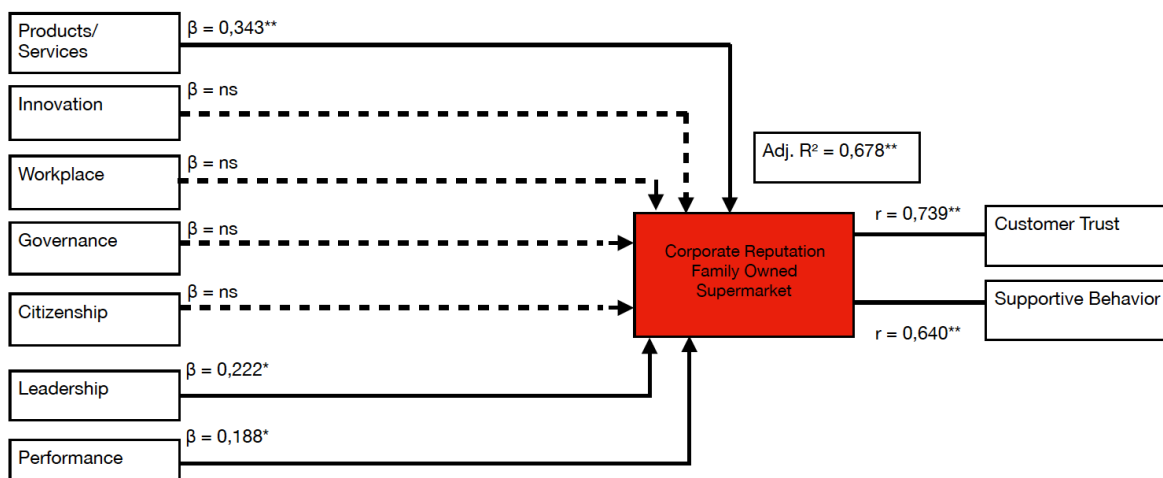 Products/
Services
β = 0,343**
Innovation
β = ns
Workplace
β = ns
Governance
β = ns
Citizenship
β = ns
Leadership
β = 0,222*
Performance
β = 0,188*
Adj. R² = 0,678**
Corporate Reputation
Family Owned
Supermarket
r = 0,739**
Customer Trust
r = 0,640**
Supportive Behavior